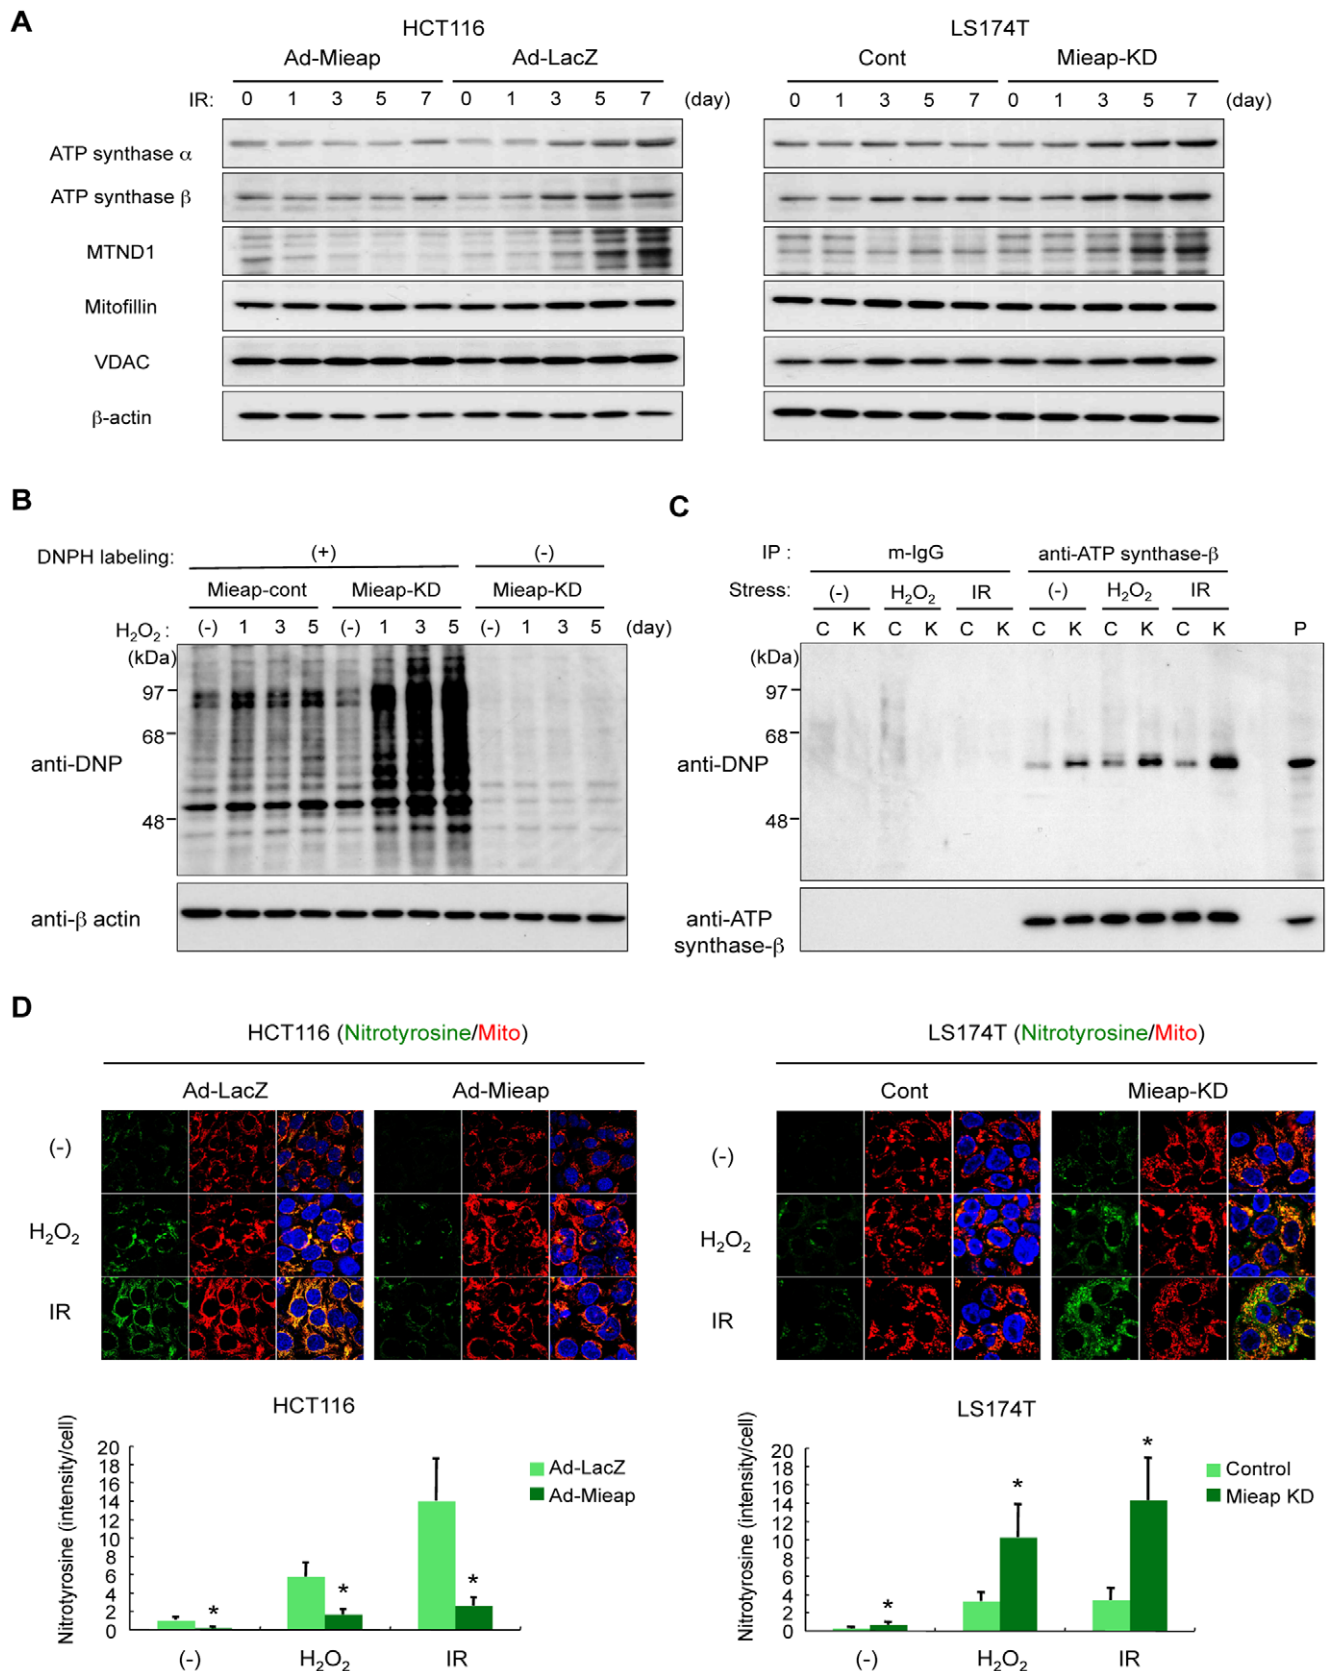 A
HCT116
LS174T
Ad-Mieap
Ad-LacZ
Cont
Mieap-KD
IR: 0 1 3 5 7 0 1 3 5 7 (day)
0 1 3 5 7 0 1 3 5 7 (day)
ATP synthase α
ATP synthase β
MTND1
Mitofillin
VDAC
β-actin
B
DNPH labeling: (+) (-)
Mieap-cont Mieap-KD Mieap-KD
H₂O₂ : (-) 1 3 5 (-) 1 3 5 (-) 1 3 5 (day)
(kDa)
97
68
anti-DNP
48
anti-β actin
C
IP : m-IgG anti-ATP synthase-β
Stress: (-) H₂O₂ IR (-) H₂O₂ IR
C K C K C K C K C K C K P
(kDa)
97
68
anti-DNP
48
anti-ATP
synthase-β
D
HCT116 (Nitrotyrosine/Mito)
Ad-LacZ Ad-Mieap
(-)
H₂O₂
IR
LS174T (Nitrotyrosine/Mito)
Cont Mieap-KD
(-)
H₂O₂
IR
HCT116
Nitrotyrosine (intensity/cell)
20
18
16
14
12
10
8
6
4
2
0
* * *
Ad-LacZ
Ad-Mieap
(-) H₂O₂ IR
LS174T
Nitrotyrosine (intensity/cell)
20
18
16
14
12
10
8
6
4
2
0
* * *
Control
Mieap KD
(-) H₂O₂ IR